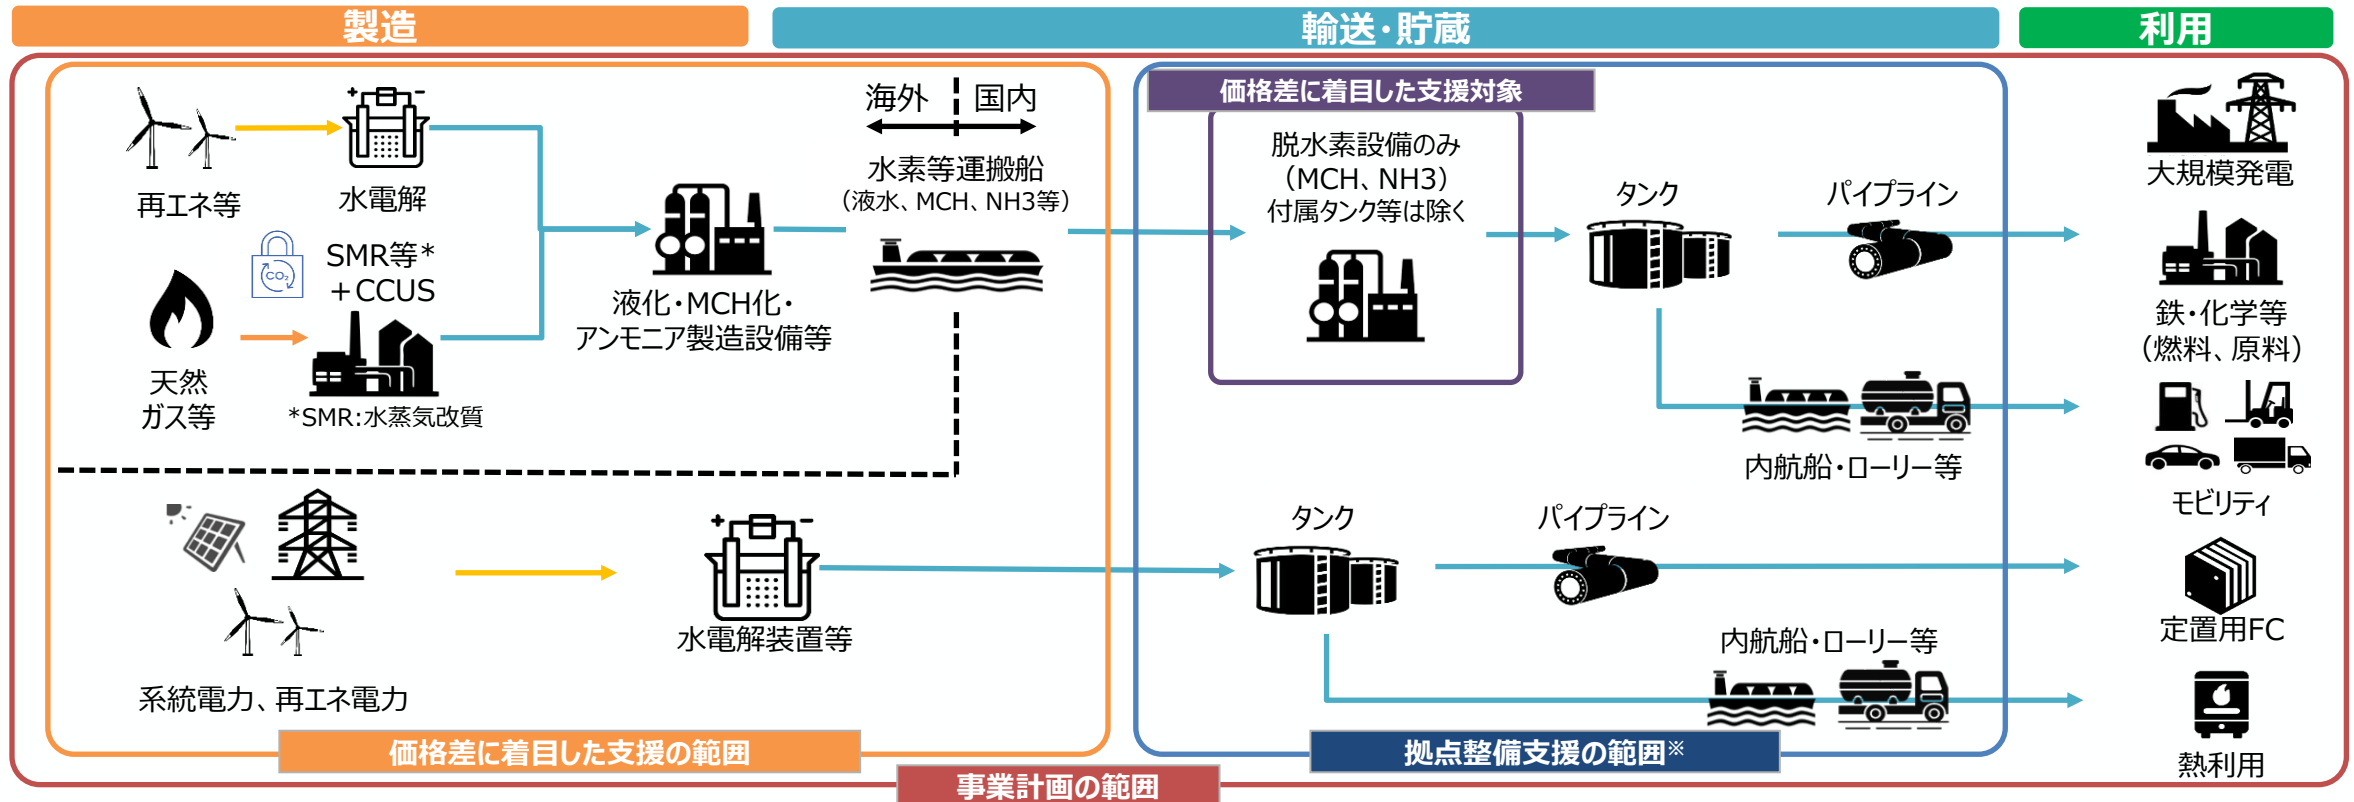 製造
輸送・貯蔵
利用
価格差に着目した支援対象
海外
国内
再エネ等
水電解
水素等運搬船
（液水、MCH、NH3等）
脱水素設備のみ
（MCH、NH3）
付属タンク等は除く
タンク
パイプライン
大規模発電
SMR等*
＋CCUS
CO₂
液化・MCH化・
アンモニア製造設備等
天然
ガス等
*SMR:水蒸気改質
鉄・化学等
（燃料、原料）
内航船・ローリー等
モビリティ
タンク
パイプライン
水電解装置等
定置用FC
内航船・ローリー等
系統電力、再エネ電力
熱利用
価格差に着目した支援の範囲
拠点整備支援の範囲※
事業計画の範囲